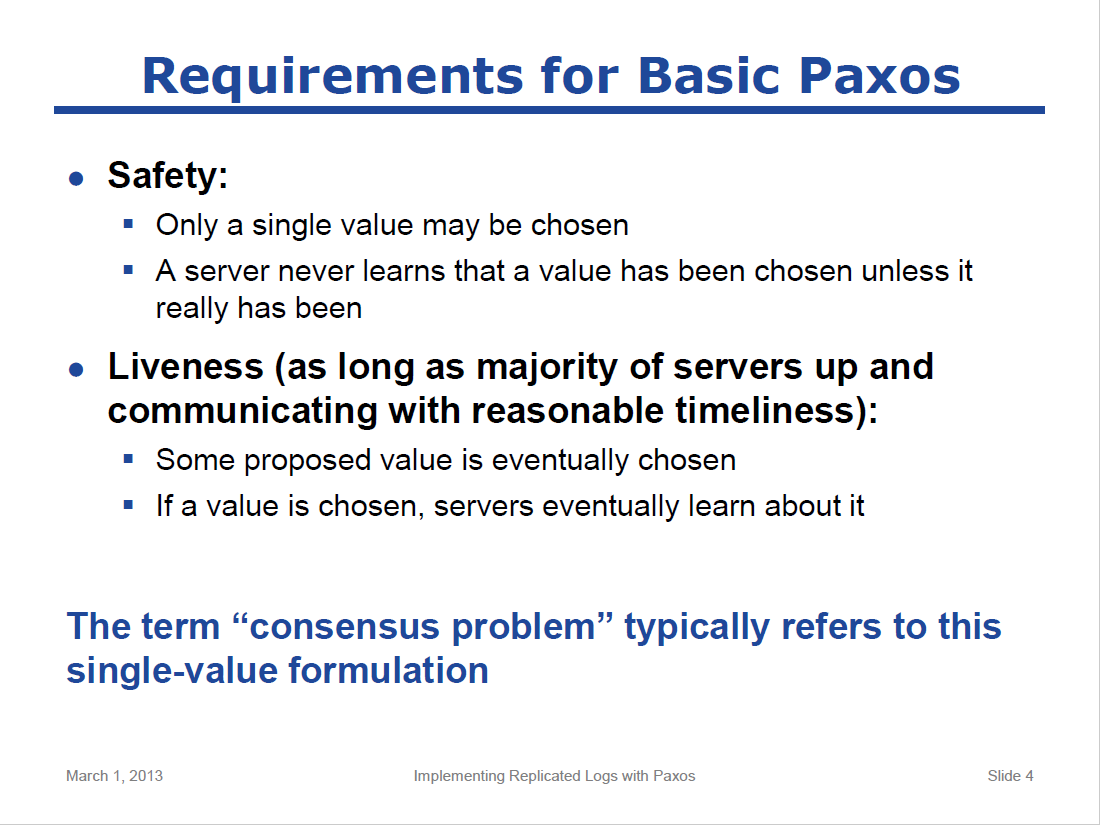 Requirements for Basic Paxos
● Safety:
▪ Only a single value may be chosen
▪ A server never learns that a value has been chosen unless it
really has been
● Liveness (as long as majority of servers up and
communicating with reasonable timeliness):
▪ Some proposed value is eventually chosen
▪ If a value is chosen, servers eventually learn about it
The term “consensus problem” typically refers to this
single-value formulation
March 1, 2013 Implementing Replicated Logs with Paxos Slide 4